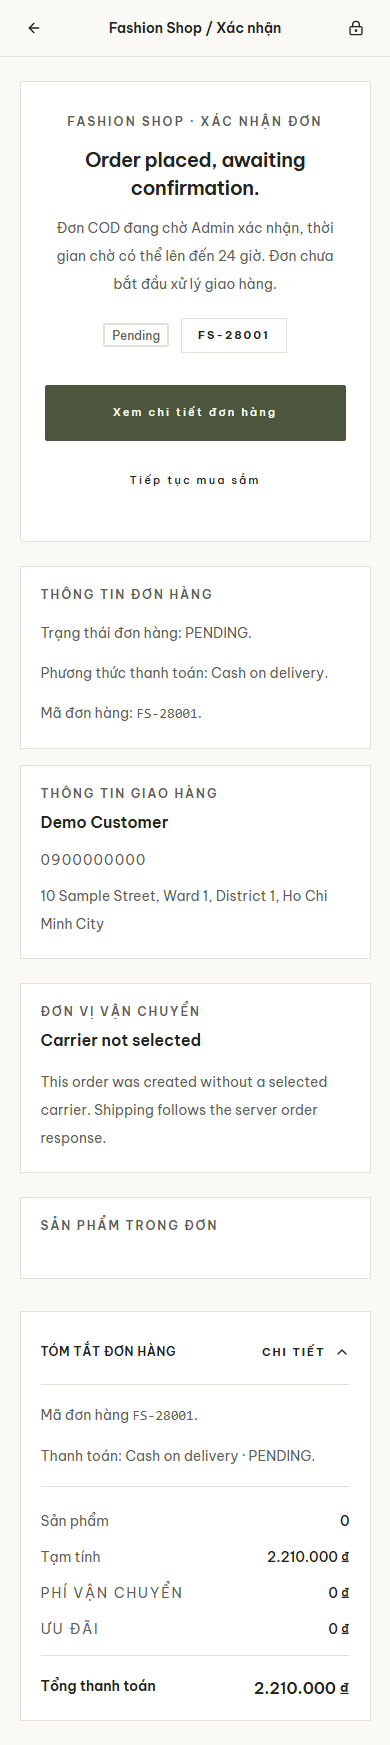 Fashion Shop / Xác nhận
FASHION SHOP · XÁC NHẬN ĐƠN
Order placed, awaiting
confirmation.
Đơn COD đang chờ Admin xác nhận, thời
gian chờ có thể lên đến 24 giờ. Đơn chưa
bắt đầu xử lý giao hàng.
Pending
FS-28001
Xem chi tiết đơn hàng
Tiếp tục mua sắm
THÔNG TIN ĐƠN HÀNG
Trạng thái đơn hàng: PENDING.
Phương thức thanh toán: Cash on delivery.
Mã đơn hàng: FS-28001.
THÔNG TIN GIAO HÀNG
Demo Customer
0900000000
10 Sample Street, Ward 1, District 1, Ho Chi
Minh City
ĐƠN VỊ VẬN CHUYỂN
Carrier not selected
This order was created without a selected
carrier. Shipping follows the server order
response.
SẢN PHẨM TRONG ĐƠN
TÓM TẮT ĐƠN HÀNG CHI TIẾT
Mã đơn hàng FS-28001.
Thanh toán: Cash on delivery · PENDING.
Sản phẩm 0
Tạm tính 2.210.000 ₫
PHÍ VẬN CHUYỂN 0 ₫
ƯU ĐÃI 0 ₫
Tổng thanh toán 2.210.000 ₫